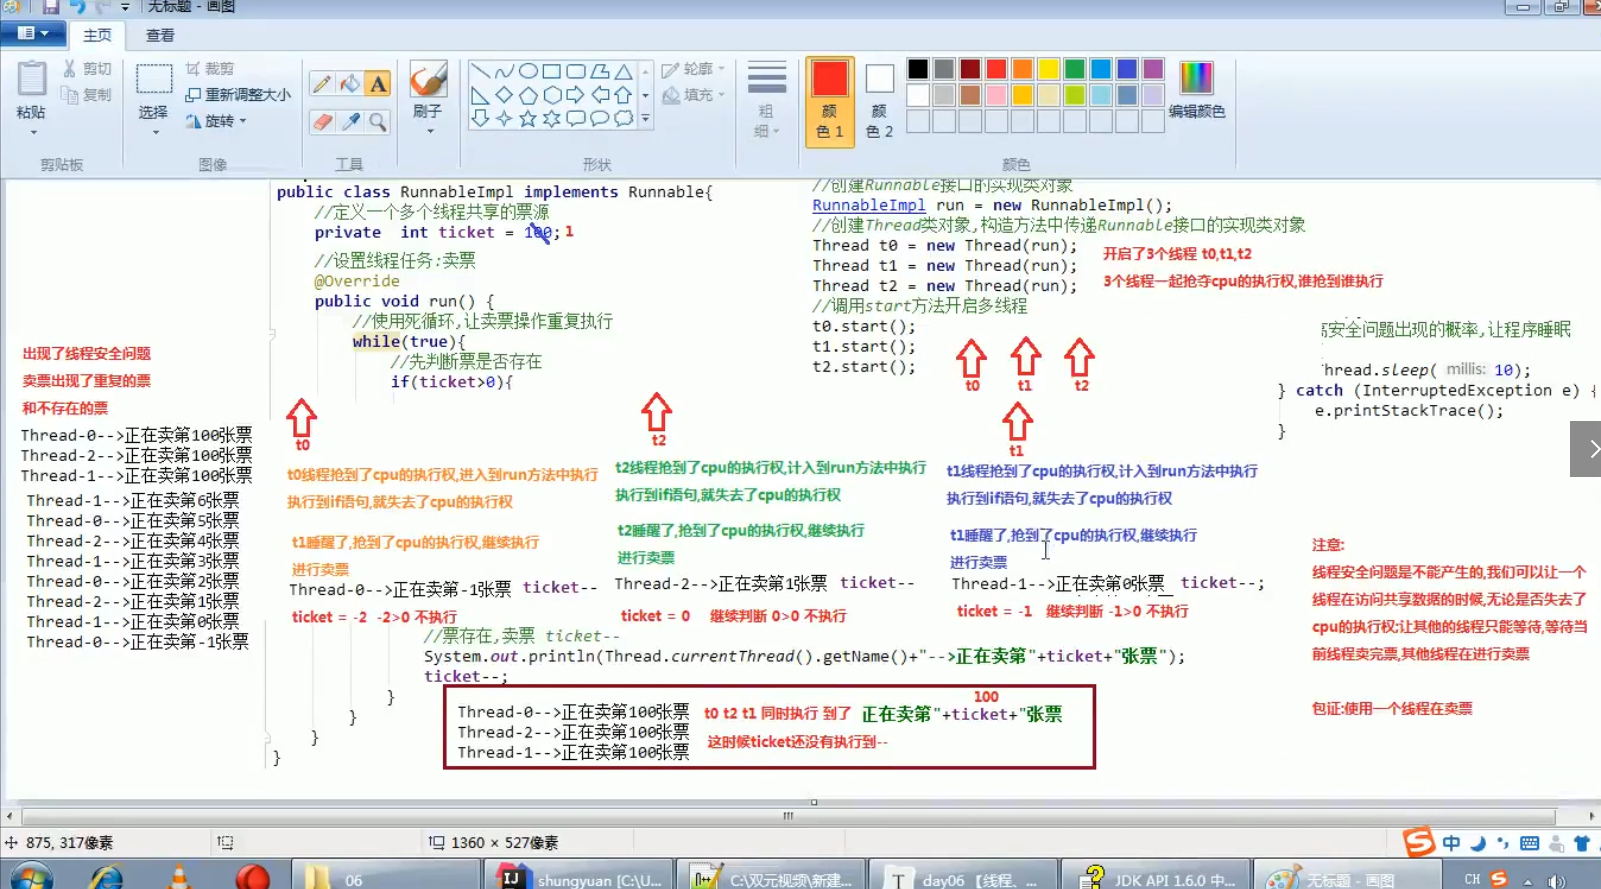 无标题 - 画图
主页
查看
粘贴
剪切
复制
剪贴板
选择
裁剪
重新调整大小
旋转
图像
A
工具
刷子
轮廓
填充
形状
粗
细
颜
色 1
颜
色 2
编辑颜色
颜色
public class RunnableImpl implements Runnable{
//定义一个多个线程共享的票源
private int ticket = 100; 1
//设置线程任务:卖票
@Override
public void run() {
//使用死循环,让卖票操作重复执行
while(true){
//先判断票是否存在
if(ticket>0){
//创建Runnable接口的实现类对象
RunnableImpl run = new RunnableImpl();
//创建Thread类对象,构造方法中传递Runnable接口的实现类对象
Thread t0 = new Thread(run);
Thread t1 = new Thread(run);
Thread t2 = new Thread(run);
//调用start方法开启多线程
t0.start();
t1.start();
t2.start();
开启了3个线程 t0,t1,t2
3个线程一起抢夺cpu的执行权,谁抢到谁执行
t0
t1
t2
高安全问题出现的概率,让程序睡眠
Thread.sleep( millis: 10);
} catch (InterruptedException e) {
e.printStackTrace();
}
出现了线程安全问题
卖票出现了重复的票
和不存在的票
Thread-0-->正在卖第100张票
Thread-2-->正在卖第100张票
Thread-1-->正在卖第100张票
Thread-1-->正在卖第6张票
Thread-0-->正在卖第5张票
Thread-2-->正在卖第4张票
Thread-1-->正在卖第3张票
Thread-0-->正在卖第2张票
Thread-2-->正在卖第1张票
Thread-1-->正在卖第0张票
Thread-0-->正在卖第-1张票
t0
t0线程抢到了cpu的执行权,进入到run方法中执行
执行到if语句,就失去了cpu的执行权
t1睡醒了,抢到了cpu的执行权,继续执行
进行卖票
Thread-0-->正在卖第-1张票 ticket--
ticket = -2 -2>0 不执行
t2
t2线程抢到了cpu的执行权,计入到run方法中执行
执行到if语句,就失去了cpu的执行权
t2睡醒了,抢到了cpu的执行权,继续执行
进行卖票
Thread-2-->正在卖第1张票 ticket--
ticket = 0 继续判断 0>0 不执行
t1
t1线程抢到了cpu的执行权,计入到run方法中执行
执行到if语句,就失去了cpu的执行权
t1睡醒了,抢到了cpu的执行权,继续执行
进行卖票
Thread-1-->正在卖第0张票 ticket--;
ticket = -1 继续判断 -1>0 不执行
注意:
线程安全问题是不能产生的,我们可以让一个
线程在访问共享数据的时候,无论是否失去了
cpu的执行权;让其他的线程只能等待,等待当
前线程卖完票,其他线程在进行卖票
包证:使用一个线程在卖票
//票存在,卖票 ticket--
System.out.println(Thread.currentThread().getName()+"-->正在卖第"+ticket+"张票");
ticket--;
}
}
}
}
100
Thread-0-->正在卖第100张票 t0 t2 t1 同时执行 到了 正在卖第"+ticket+"张票
Thread-2-->正在卖第100张票
Thread-1-->正在卖第100张票
这时候ticket还没有执行到--
875, 317像素
1360 × 527像素
中
06
shungyuan [C:\U...
C:\双元视频\新建...
day06 【线程、...
JDK API 1.6.0 中...
无标题 - 画图
CH